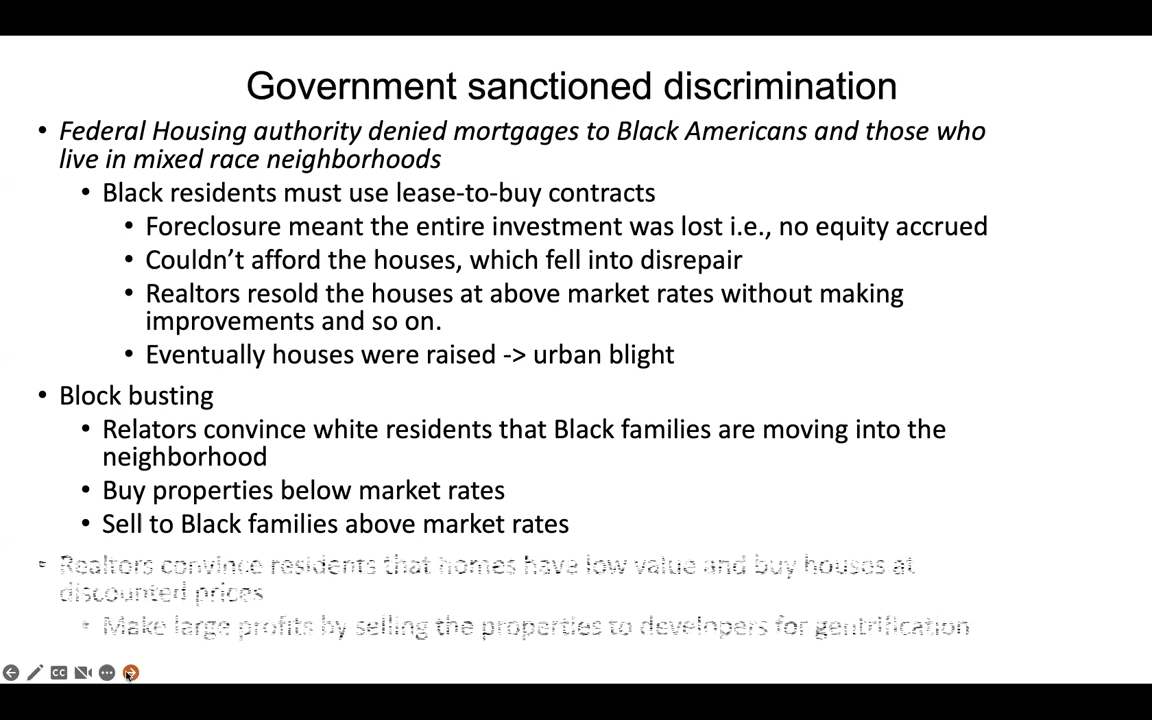 Government sanctioned discrimination
• Federal Housing authority denied mortgages to Black Americans and those who
live in mixed race neighborhoods
• Black residents must use lease-to-buy contracts
• Foreclosure meant the entire investment was lost i.e., no equity accrued
• Couldn’t afford the houses, which fell into disrepair
• Realtors resold the houses at above market rates without making
improvements and so on.
• Eventually houses were raised -> urban blight
• Block busting
• Relators convince white residents that Black families are moving into the
neighborhood
• Buy properties below market rates
• Sell to Black families above market rates
• Realtors convince residents that homes have low value and buy houses at
discounted prices
• Make large profits by selling the properties to developers for gentrification
CC